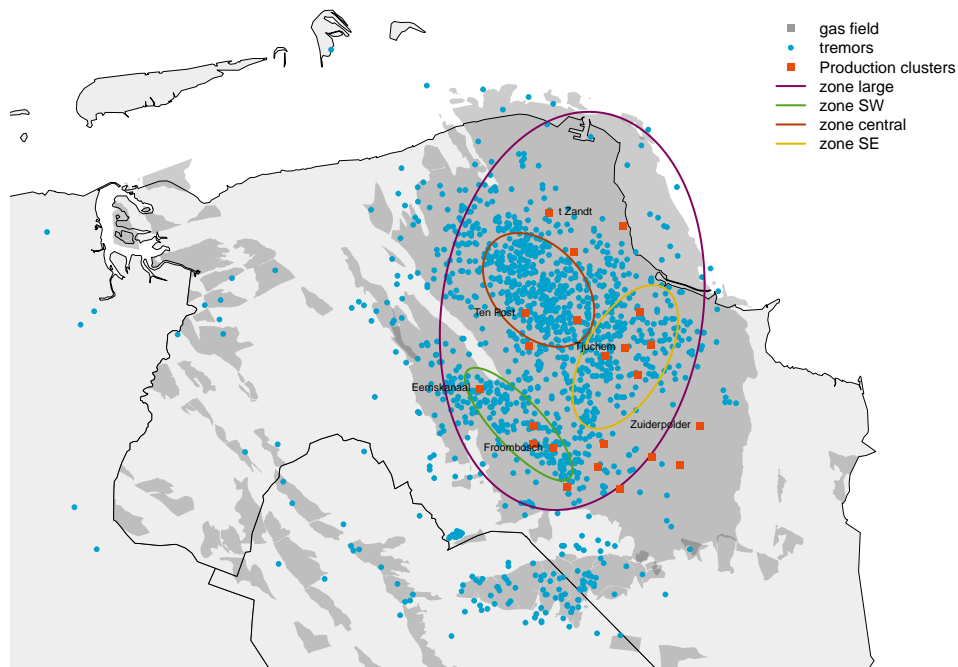 gas field
tremors
Production clusters
zone large
zone SW
zone central
zone SE
t Zandt
Ten Post
Tjuchem
Eemskanaal
Zuiderpolder
Froombosch